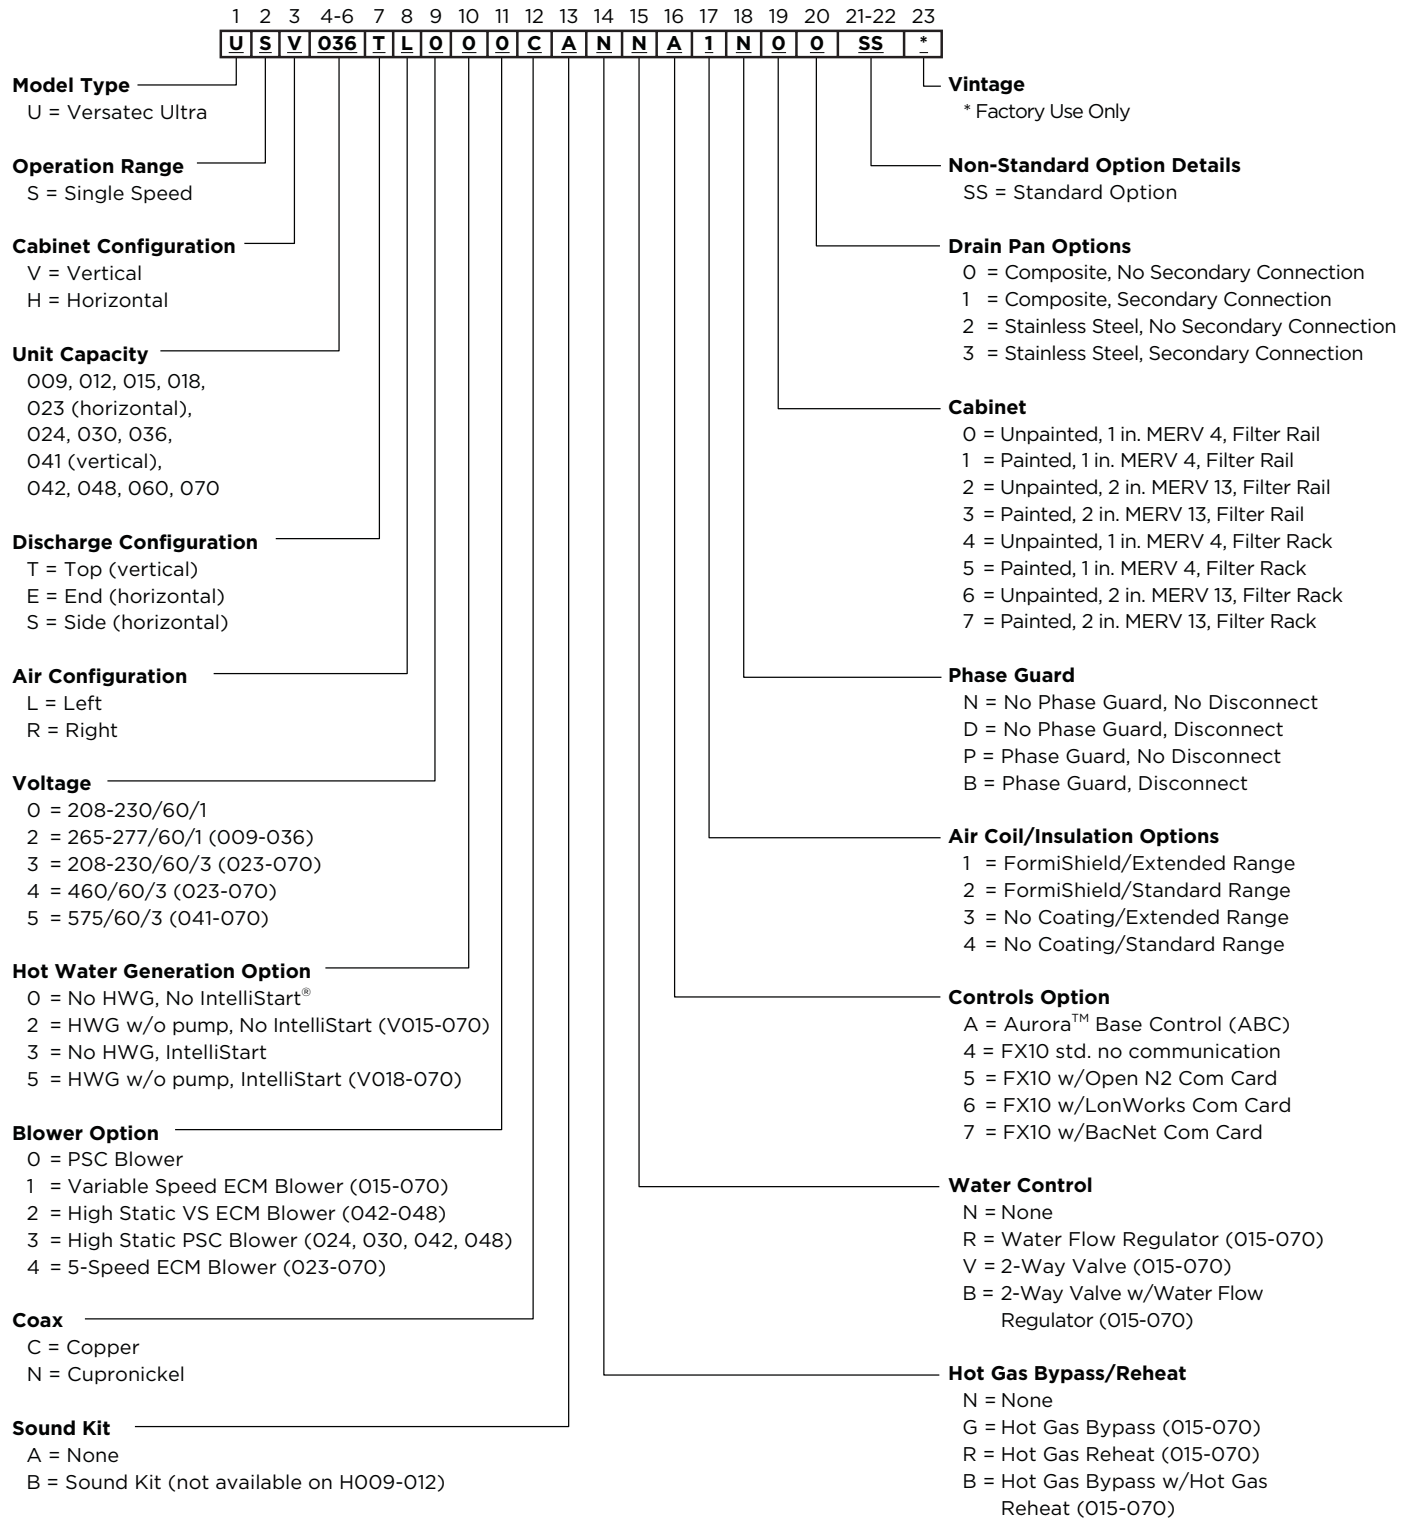 1 2 3 4-6 7 8 9 10 11 12 13 14 15 16 17 18 19 20 21-22 23
U S V 036 T L 0 0 0 C A N N A 1 N 0 0 SS *
Model Type
U = Versatec Ultra
Operation Range
S = Single Speed
Cabinet Configuration
V = Vertical
H = Horizontal
Unit Capacity
009, 012, 015, 018,
023 (horizontal),
024, 030, 036,
041 (vertical),
042, 048, 060, 070
Discharge Configuration
T = Top (vertical)
E = End (horizontal)
S = Side (horizontal)
Air Configuration
L = Left
R = Right
Voltage
0 = 208-230/60/1
2 = 265-277/60/1 (009-036)
3 = 208-230/60/3 (023-070)
4 = 460/60/3 (023-070)
5 = 575/60/3 (041-070)
Hot Water Generation Option
0 = No HWG, No IntelliStart®
2 = HWG w/o pump, No IntelliStart (V015-070)
3 = No HWG, IntelliStart
5 = HWG w/o pump, IntelliStart (V018-070)
Blower Option
0 = PSC Blower
1 = Variable Speed ECM Blower (015-070)
2 = High Static VS ECM Blower (042-048)
3 = High Static PSC Blower (024, 030, 042, 048)
4 = 5-Speed ECM Blower (023-070)
Coax
C = Copper
N = Cupronickel
Sound Kit
A = None
B = Sound Kit (not available on H009-012)
Vintage
* Factory Use Only
Non-Standard Option Details
SS = Standard Option
Drain Pan Options
0 = Composite, No Secondary Connection
1 = Composite, Secondary Connection
2 = Stainless Steel, No Secondary Connection
3 = Stainless Steel, Secondary Connection
Cabinet
0 = Unpainted, 1 in. MERV 4, Filter Rail
1 = Painted, 1 in. MERV 4, Filter Rail
2 = Unpainted, 2 in. MERV 13, Filter Rail
3 = Painted, 2 in. MERV 13, Filter Rail
4 = Unpainted, 1 in. MERV 4, Filter Rack
5 = Painted, 1 in. MERV 4, Filter Rack
6 = Unpainted, 2 in. MERV 13, Filter Rack
7 = Painted, 2 in. MERV 13, Filter Rack
Phase Guard
N = No Phase Guard, No Disconnect
D = No Phase Guard, Disconnect
P = Phase Guard, No Disconnect
B = Phase Guard, Disconnect
Air Coil/Insulation Options
1 = FormiShield/Extended Range
2 = FormiShield/Standard Range
3 = No Coating/Extended Range
4 = No Coating/Standard Range
Controls Option
A = Aurora™ Base Control (ABC)
4 = FX10 std. no communication
5 = FX10 w/Open N2 Com Card
6 = FX10 w/LonWorks Com Card
7 = FX10 w/BacNet Com Card
Water Control
N = None
R = Water Flow Regulator (015-070)
V = 2-Way Valve (015-070)
B = 2-Way Valve w/Water Flow
Regulator (015-070)
Hot Gas Bypass/Reheat
N = None
G = Hot Gas Bypass (015-070)
R = Hot Gas Reheat (015-070)
B = Hot Gas Bypass w/Hot Gas
Reheat (015-070)